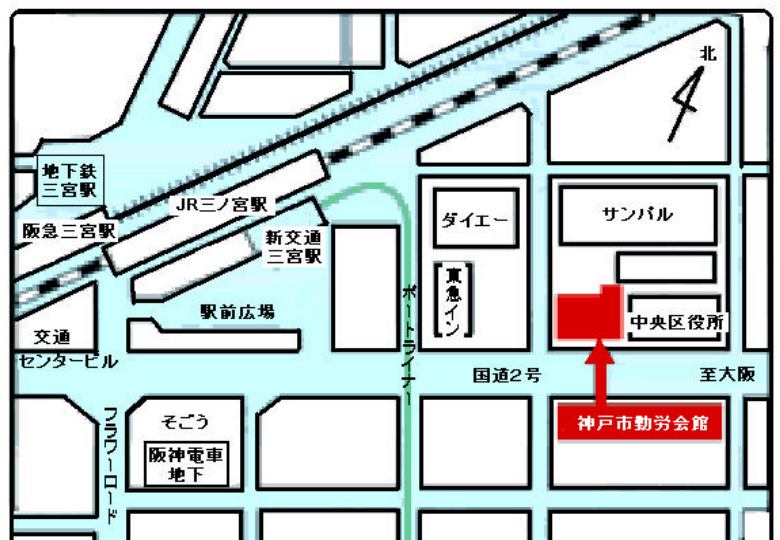 北
地下鉄
三宮駅
JR三ノ宮駅
阪急三宮駅
新交通
三宮駅
ダイエー
サンパル
東急イン
駅前広場
ポートライナー
中央区役所
交通
センタービル
国道2号
至大阪
フラワーロード
そごう
阪神電車
地下
神戸市勤労会館